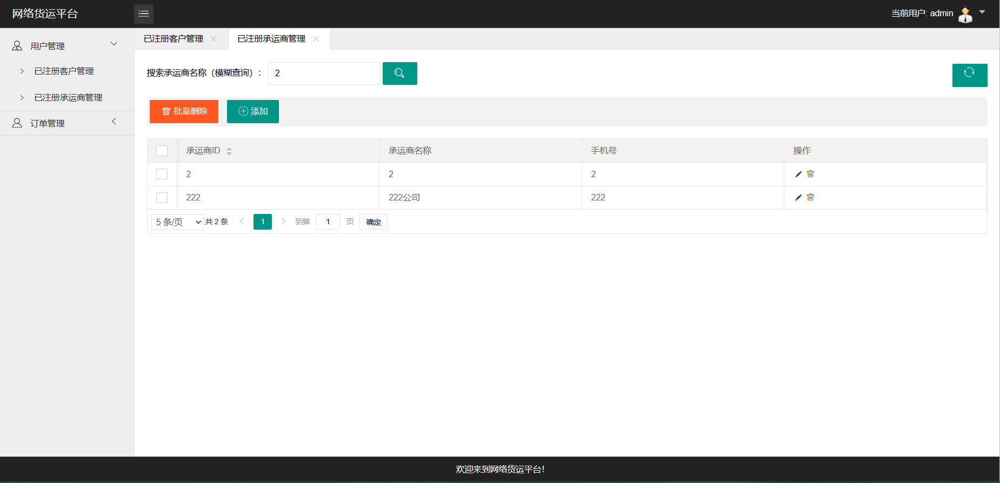 网络货运平台
当前用户: admin
用户管理
已注册客户管理
已注册承运商管理
订单管理
已注册客户管理
已注册承运商管理
搜索承运商名称（模糊查询）： 2
批量删除 添加
承运商ID 承运商名称 手机号 操作
2 2 2
222 222公司 222
5 条/页 共 2 条 1 到第 1 页 确定
欢迎来到网络货运平台!